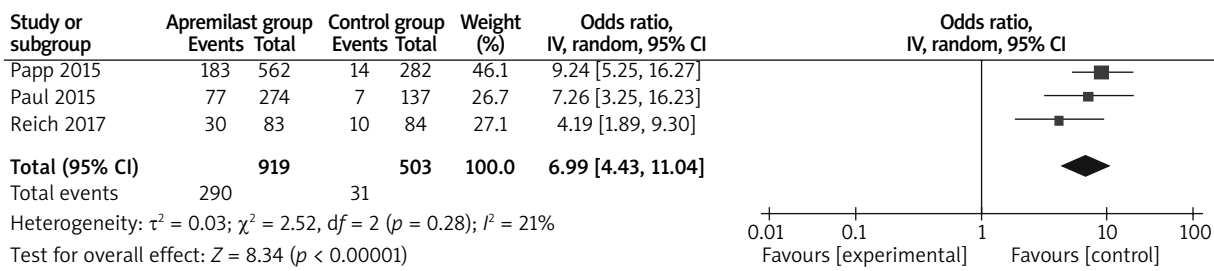 Study or Apremilast group Control group Weight Odds ratio, Odds ratio,
subgroup Events Total Events Total (%) IV, random, 95% CI IV, random, 95% CI
Papp 2015 183 562 14 282 46.1 9.24 [5.25, 16.27]
Paul 2015 77 274 7 137 26.7 7.26 [3.25, 16.23]
Reich 2017 30 83 10 84 27.1 4.19 [1.89, 9.30]
Total (95% CI) 919 503 100.0 6.99 [4.43, 11.04]
Total events 290 31
Heterogeneity: τ² = 0.03; χ² = 2.52, df = 2 (p = 0.28); I² = 21%
Test for overall effect: Z = 8.34 (p < 0.00001)
0.01 0.1 1 10 100
Favours [experimental] Favours [control]